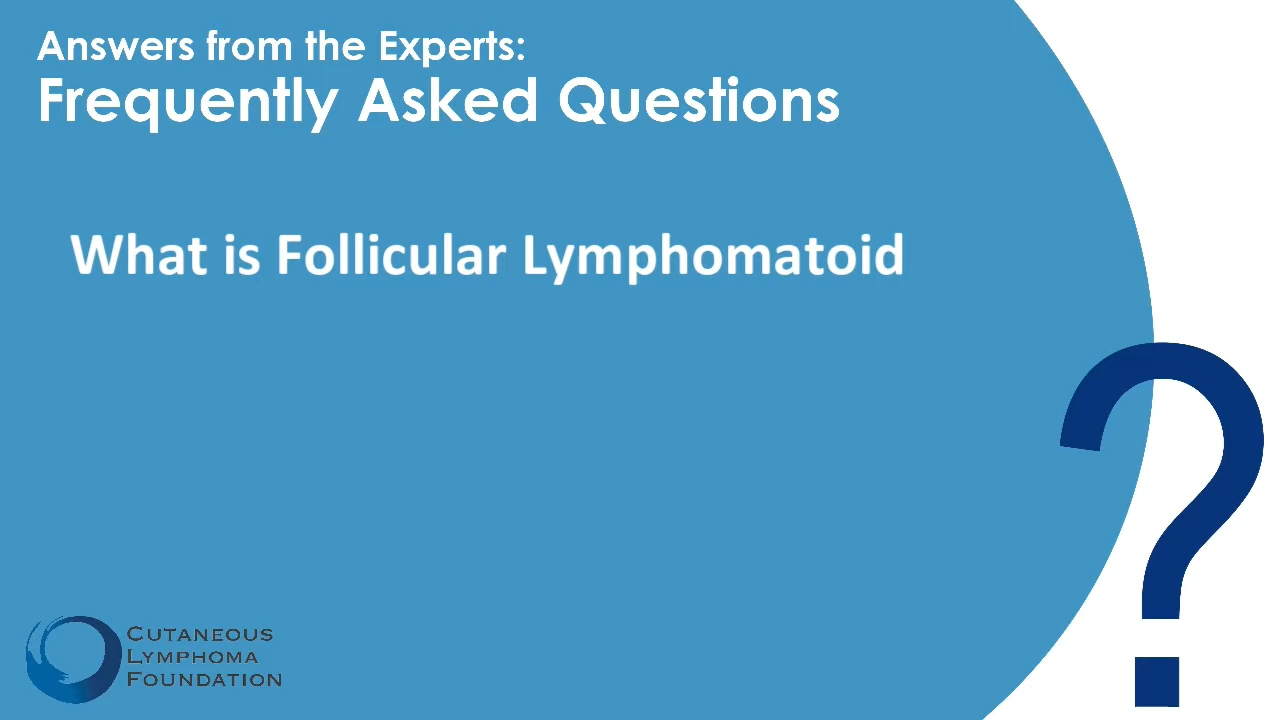 Answers from the Experts:
Frequently Asked Questions
What is Follicular Lymphomatoid
?
CUTANEOUS
LYMPHOMA
FOUNDATION